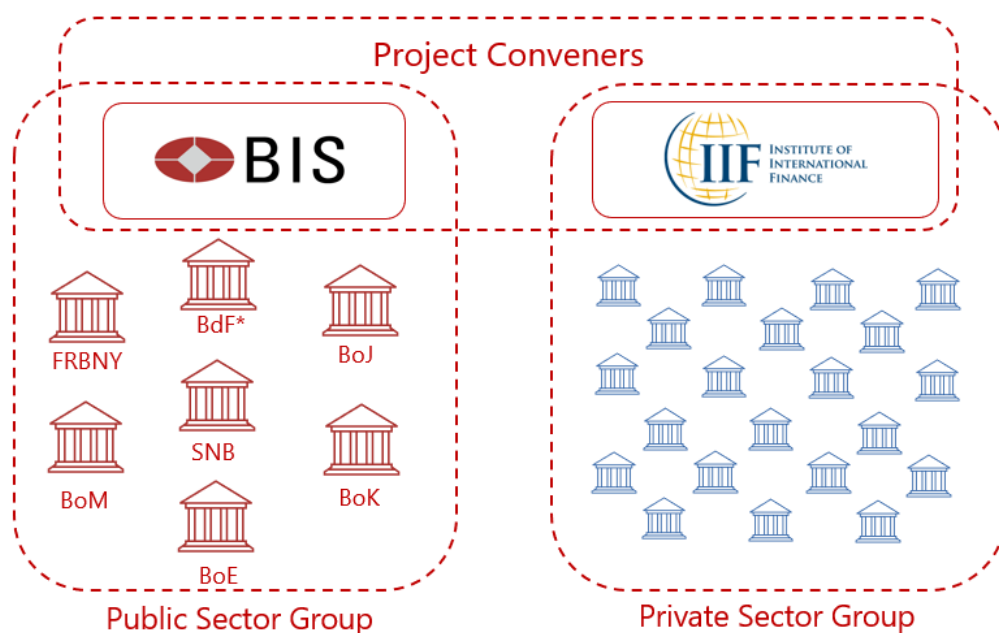 Project Conveners
BIS
IIF
INSTITUTE OF
INTERNATIONAL
FINANCE
FRBNY
BdF*
BoJ
BoM
SNB
BoK
BoE
Public Sector Group
Private Sector Group